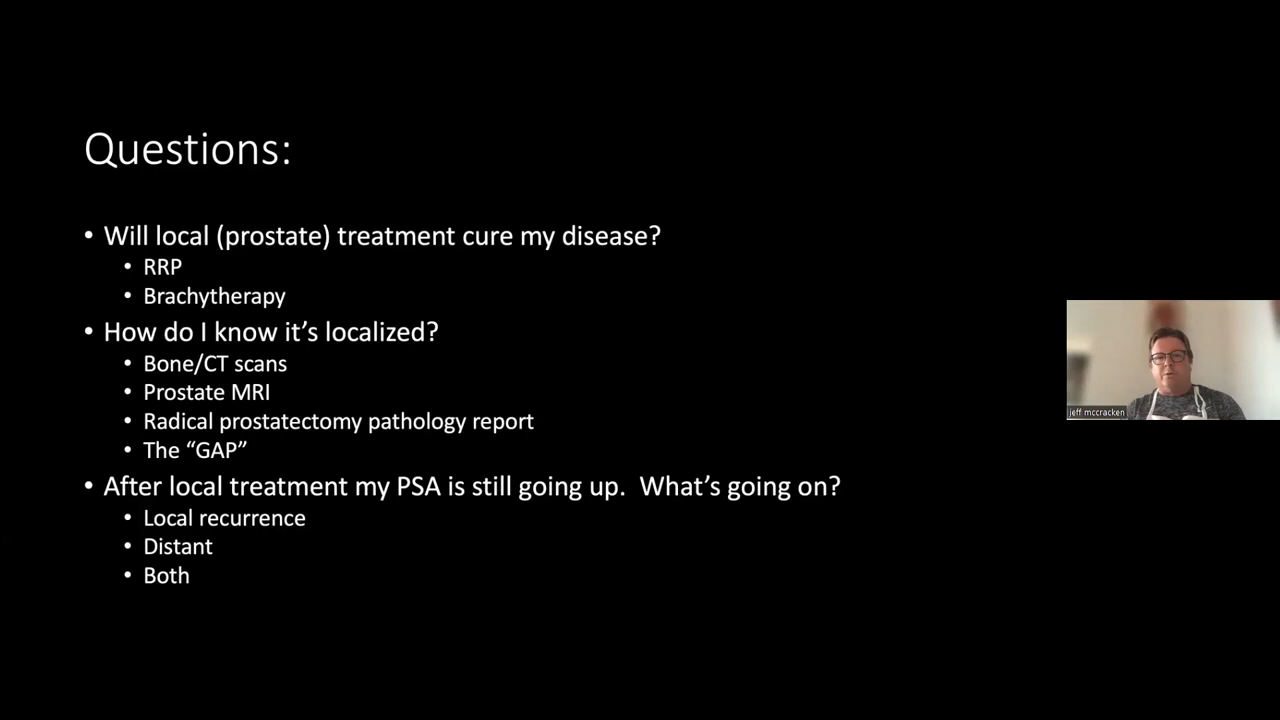 Questions:
• Will local (prostate) treatment cure my disease?
• RRP
• Brachytherapy
• How do I know it’s localized?
• Bone/CT scans
• Prostate MRI
• Radical prostatectomy pathology report
• The “GAP”
• After local treatment my PSA is still going up.  What’s going on?
• Local recurrence
• Distant
• Both
jeff mccracken